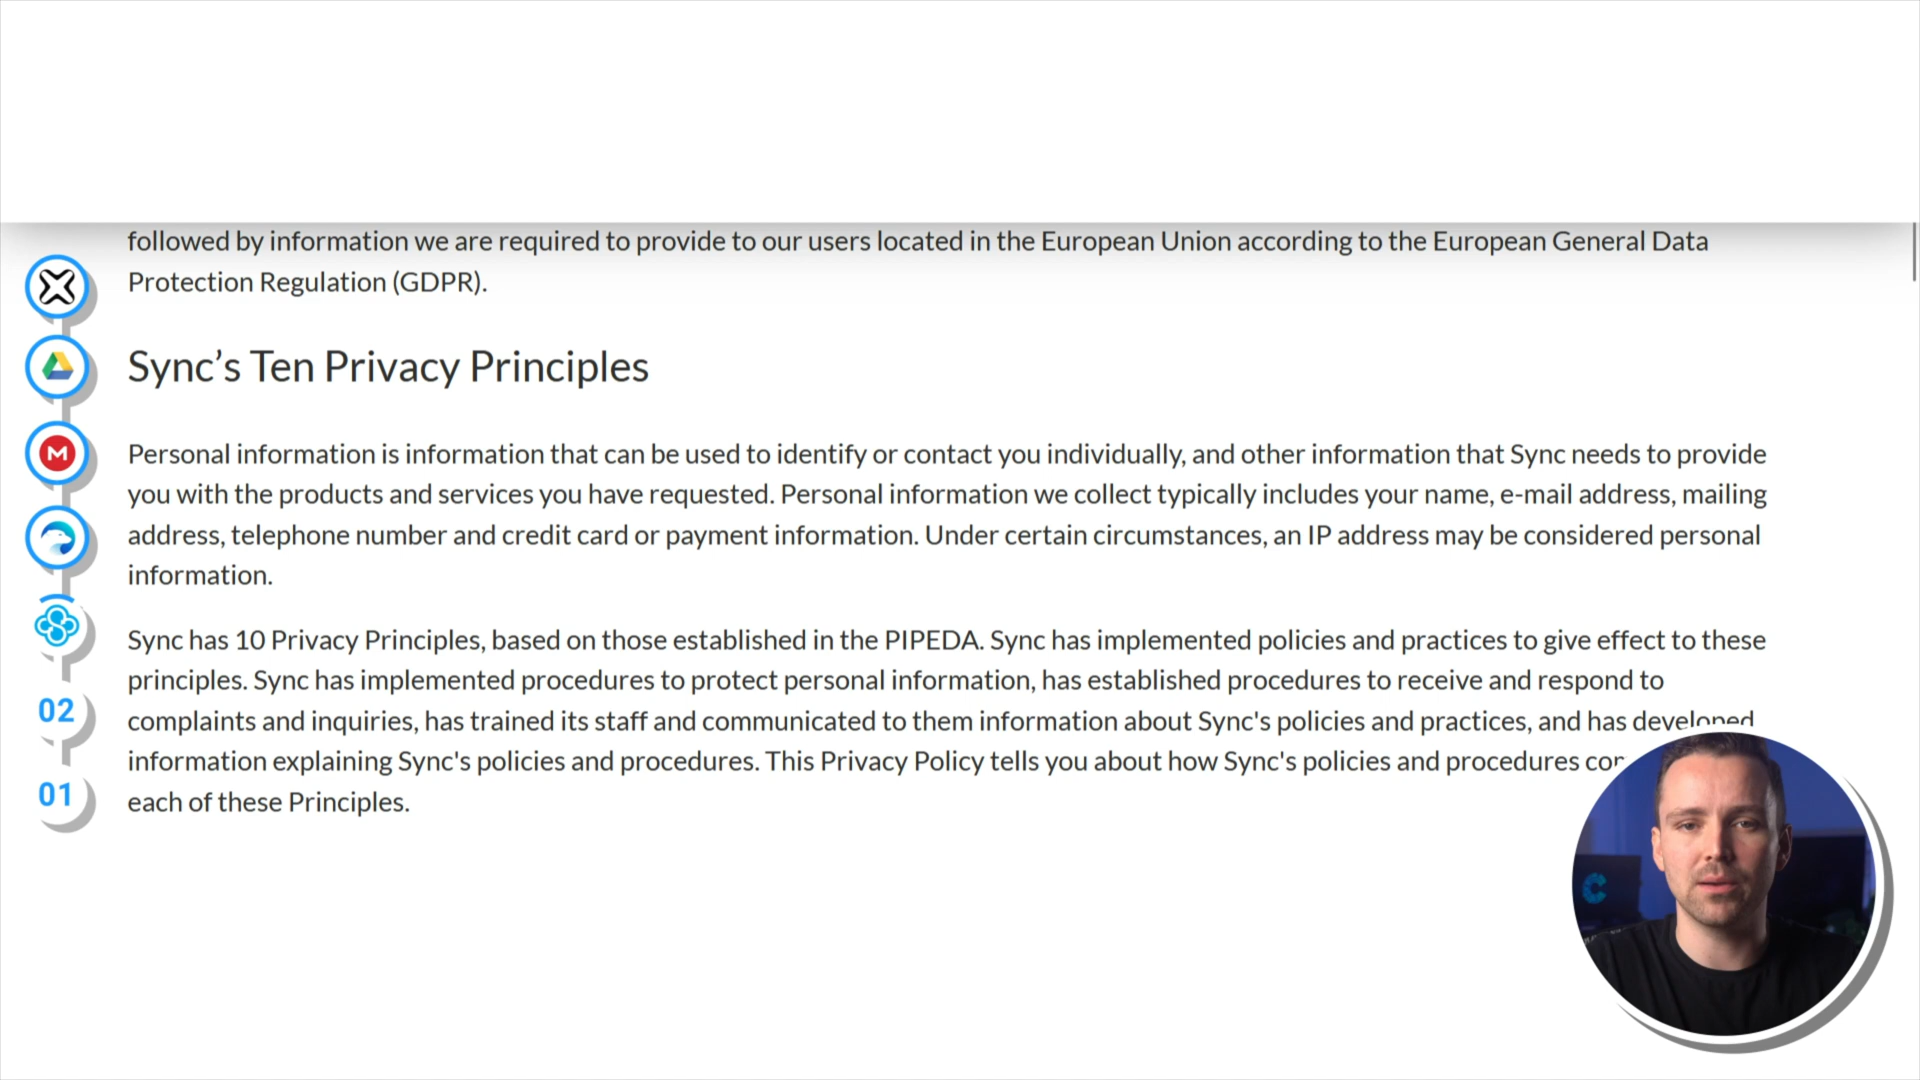 followed by information we are required to provide to our users located in the European Union according to the European General Data
Protection Regulation (GDPR).
Sync’s Ten Privacy Principles
Personal information is information that can be used to identify or contact you individually, and other information that Sync needs to provide
you with the products and services you have requested. Personal information we collect typically includes your name, e-mail address, mailing
address, telephone number and credit card or payment information. Under certain circumstances, an IP address may be considered personal
information.
Sync has 10 Privacy Principles, based on those established in the PIPEDA. Sync has implemented policies and practices to give effect to these
principles. Sync has implemented procedures to protect personal information, has established procedures to receive and respond to
complaints and inquiries, has trained its staff and communicated to them information about Sync's policies and practices, and has developed
information explaining Sync's policies and procedures. This Privacy Policy tells you about how Sync's policies and procedures
each of these Principles.
02
01